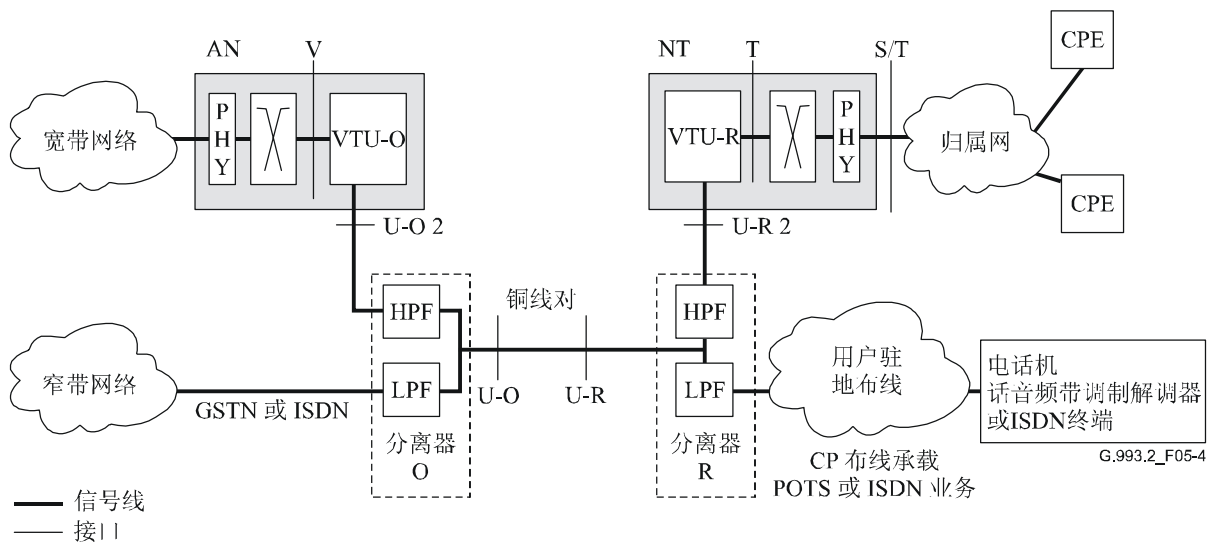 AN
V
NT
T
S/T
CPE
宽带网络
P
H
Y
VTU-O
VTU-R
P
H
Y
归属网
CPE
U-O 2
U-R 2
HPF
铜线对
HPF
窄带网络
GSTN 或 ISDN
LPF
U-O
U-R
LPF
用户驻
地布线
电话机
话音频带调制解调器
或ISDN终端
分离器
O
分离器
R
CP 布线承载
POTS 或 ISDN 业务
G.993.2_F05-4
信号线
接口